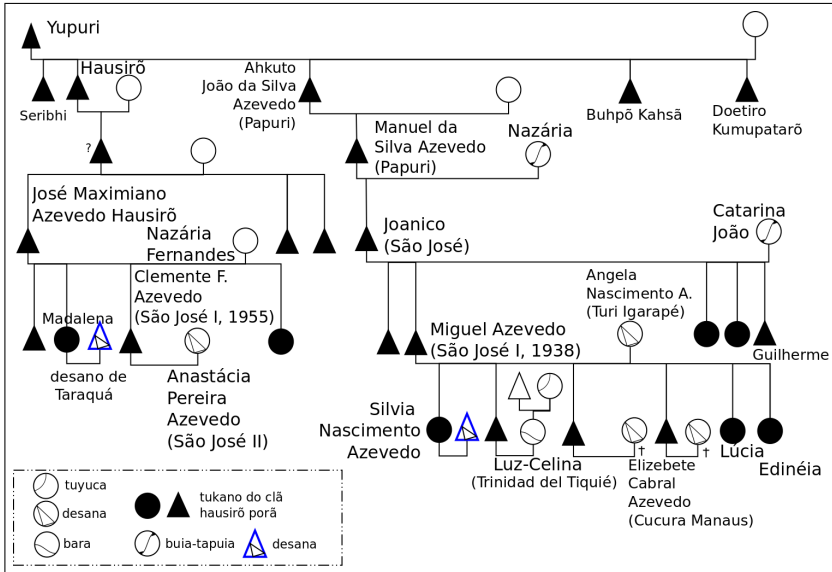 Yupuri
Hausirõ
Seribhi
Ahkuto
João da Silva
Azevedo
(Papuri)
Buhpõ Kahsã
Doetiro
Kumupatarõ
?
Manuel da
Silva Azevedo
(Papuri)
Nazária
José Maximiano
Azevedo Hausirõ
Nazária
Fernandes
Joanico
(São José)
Catarina
João
Clemente F.
Azevedo
(São José I, 1955)
Madalena
desano de
Taraquá
Anastácia
Pereira
Azevedo
(São José II)
Angela
Nascimento A.
(Turi Igarapé)
Miguel Azevedo
(São José I, 1938)
Guilherme
Silvia
Nascimento
Azevedo
Luz-Celina
(Trinidad del Tiquié)
†
Elizebete
Cabral
Azevedo
(Cucura Manaus)
†
Lúcia
Edinéia
tuyuca
desana
bara
tukano do clã
hausirõ porã
buia-tapuia
desana